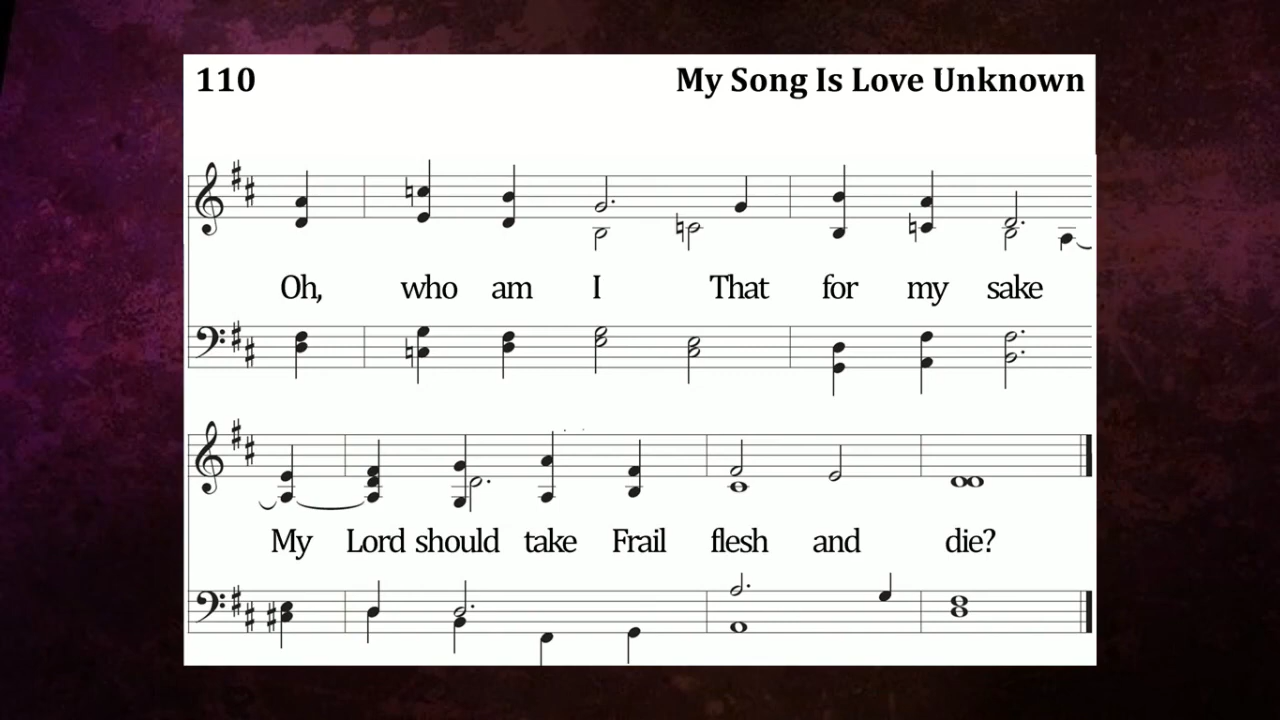 110 My Song Is Love Unknown
Oh, who am I That for my sake
My Lord should take Frail flesh and die?